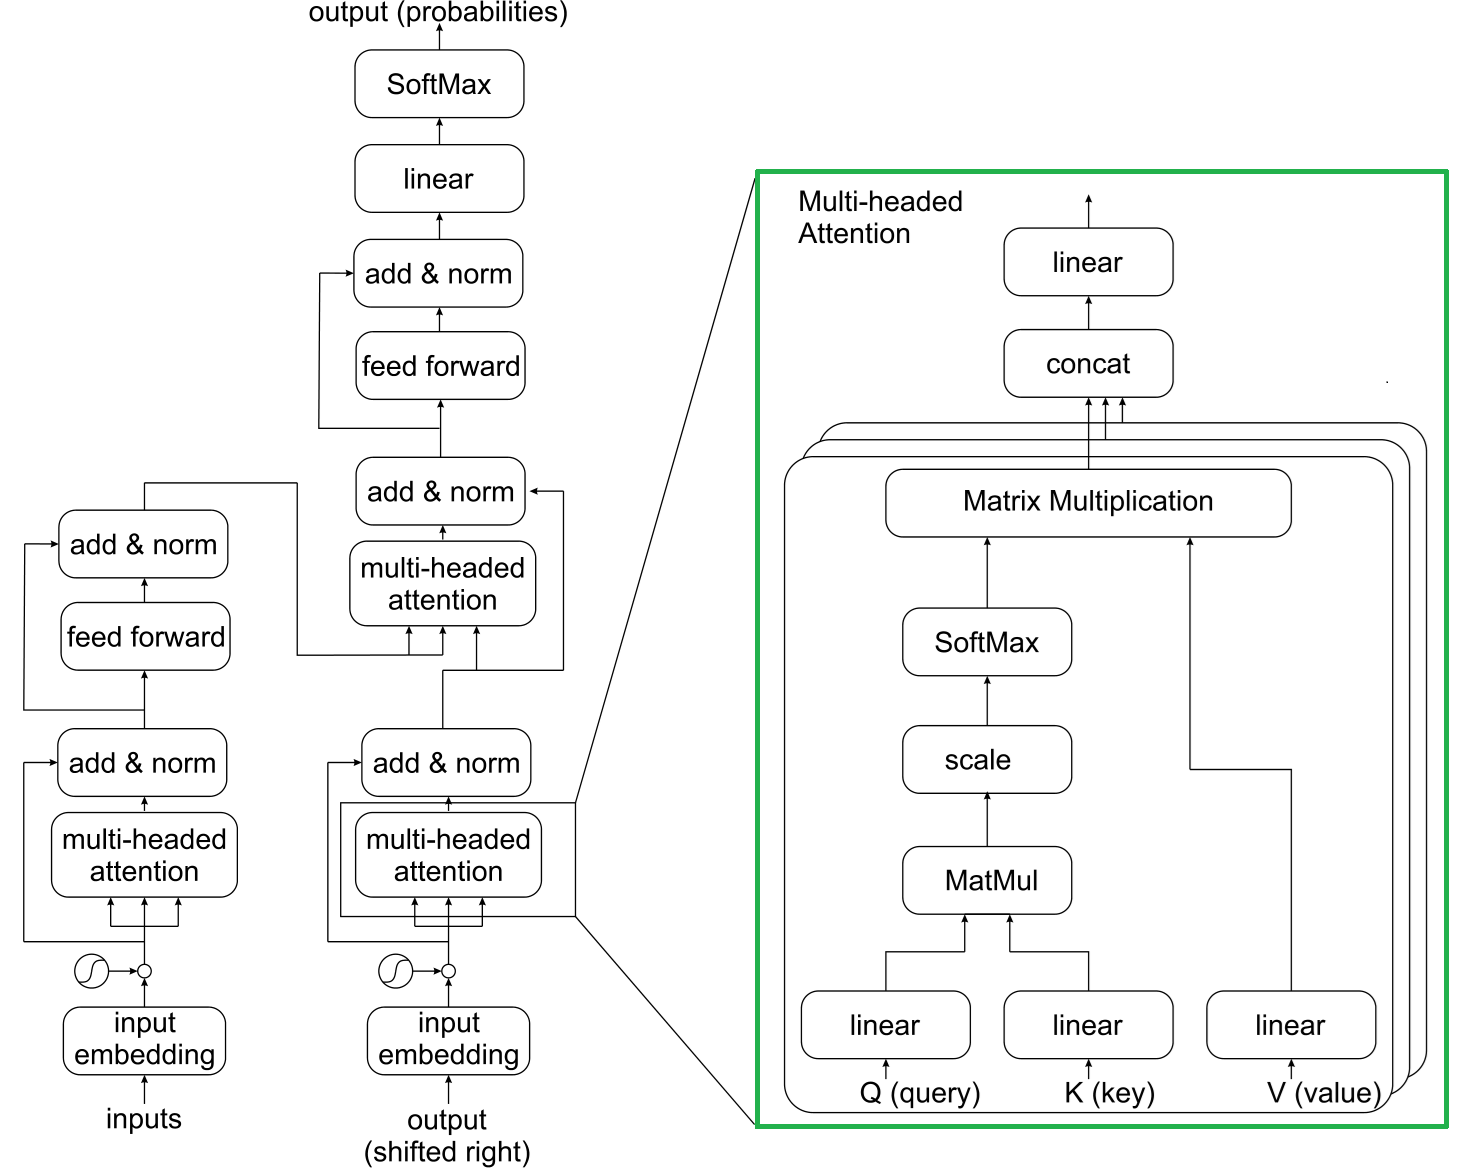 output (probabilities)
SoftMax
linear
add & norm
feed forward
add & norm
multi-headed
attention
add & norm
multi-headed
attention
input
embedding
output
(shifted right)
add & norm
feed forward
add & norm
multi-headed
attention
input
embedding
inputs
Multi-headed
Attention
linear
concat
Matrix Multiplication
SoftMax
scale
MatMul
linear
linear
linear
Q (query)
K (key)
V (value)